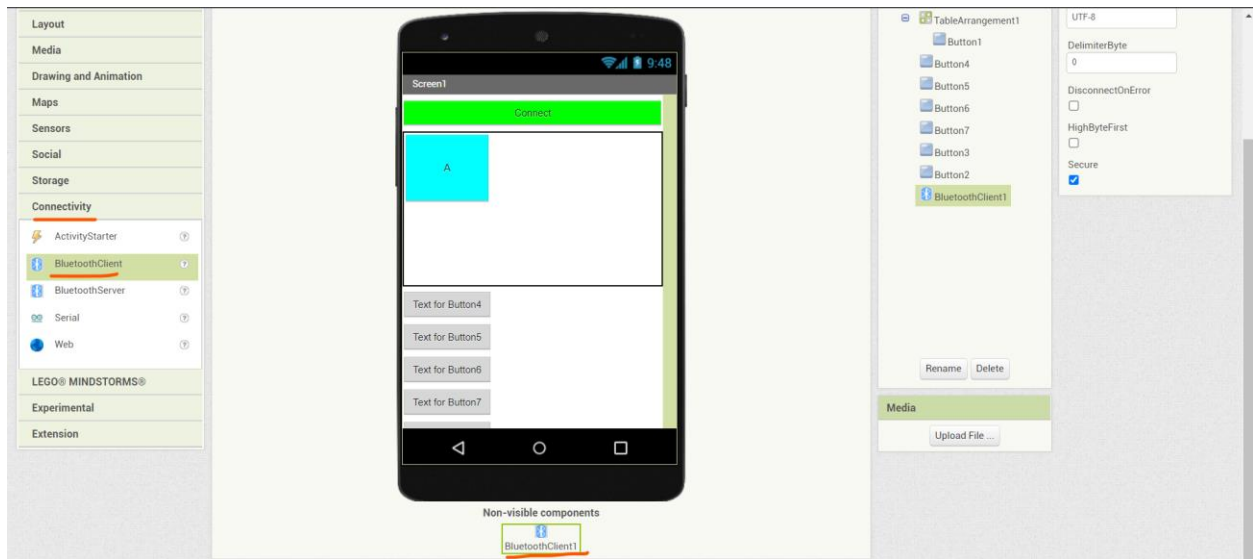 Layout
Media
Drawing and Animation
Maps
Sensors
Social
Storage
Connectivity
ActivityStarter ?
BluetoothClient ?
BluetoothServer ?
Serial ?
Web ?
LEGO® MINDSTORMS®
Experimental
Extension
9:48
Screen1
Connect
A
Text for Button4
Text for Button5
Text for Button6
Text for Button7
Non-visible components
BluetoothClient1
TableArrangement1
Button1
Button4
Button5
Button6
Button7
Button3
Button2
BluetoothClient1
Rename Delete
Media
Upload File ...
UTF-8
DelimiterByte
0
DisconnectOnError
HighByteFirst
Secure